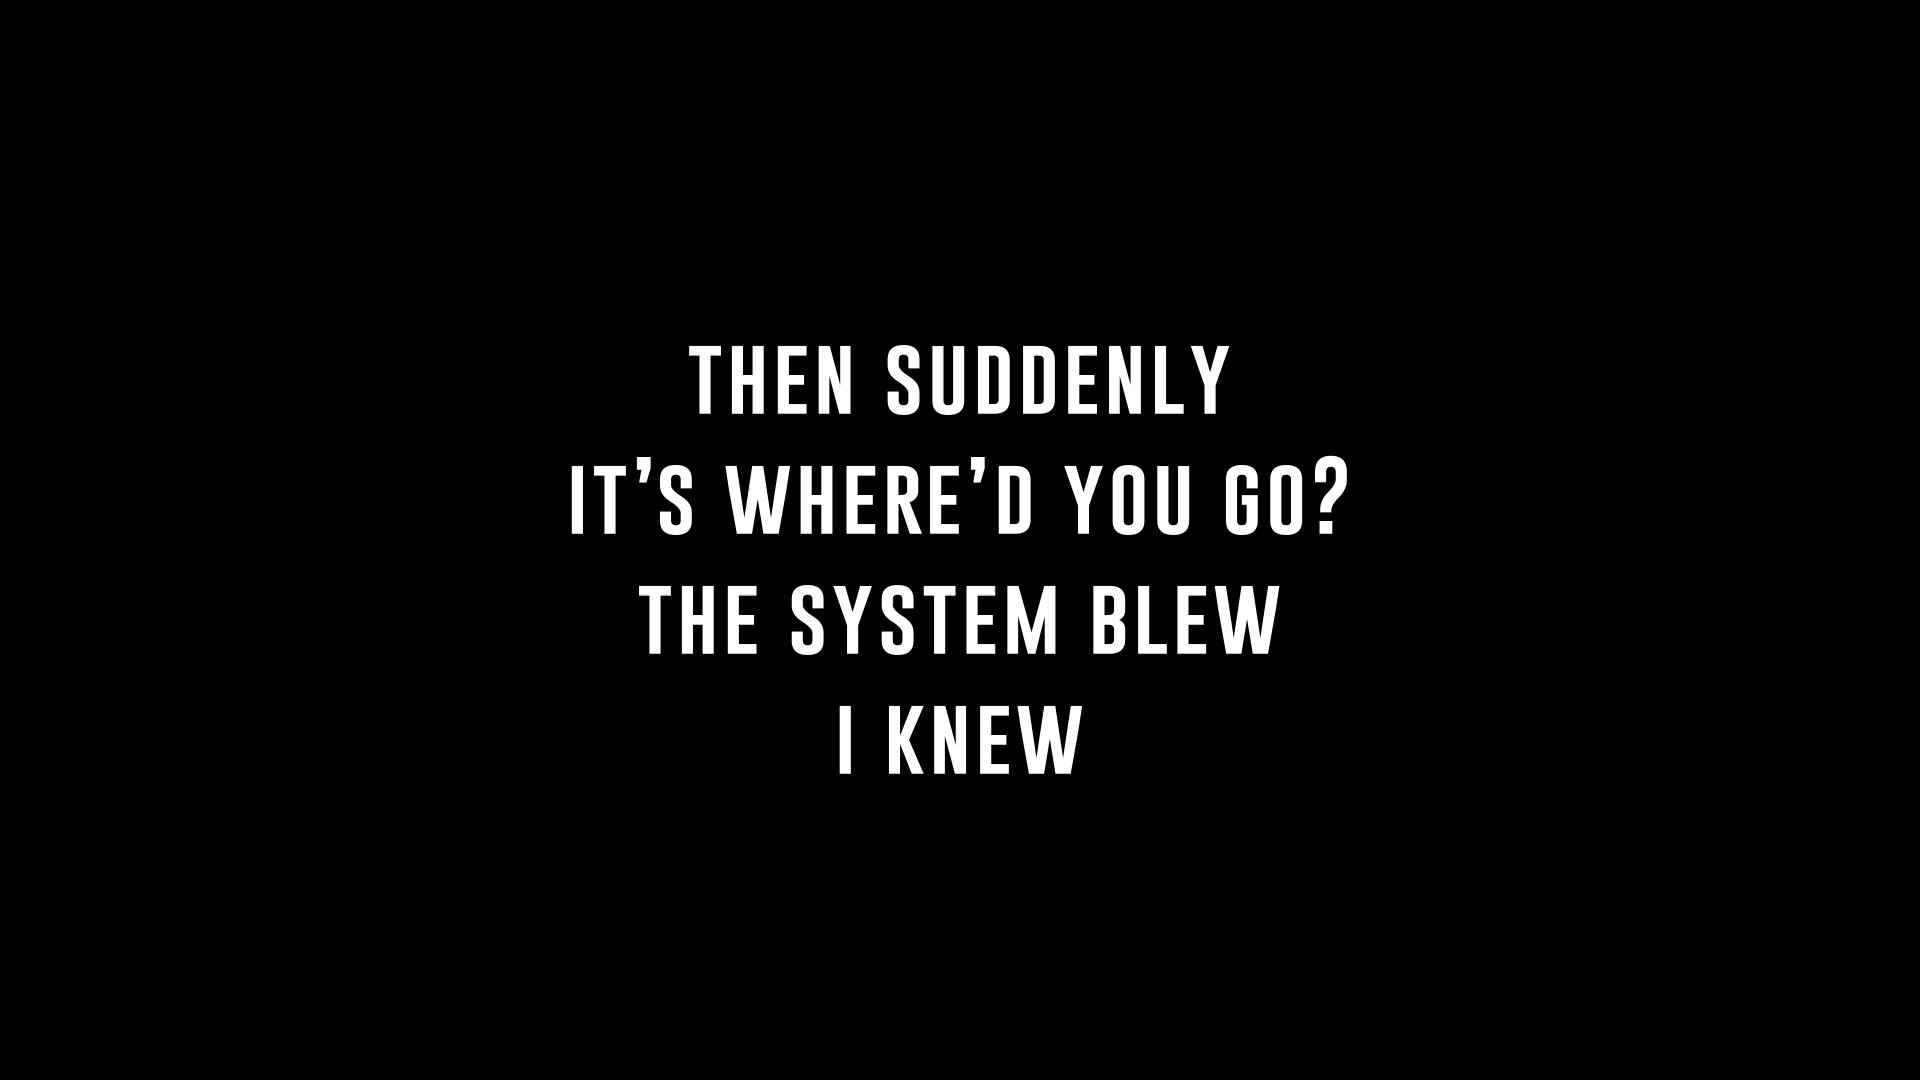 THEN SUDDENLY
IT’S WHERE’D YOU GO?
THE SYSTEM BLEW
I KNEW